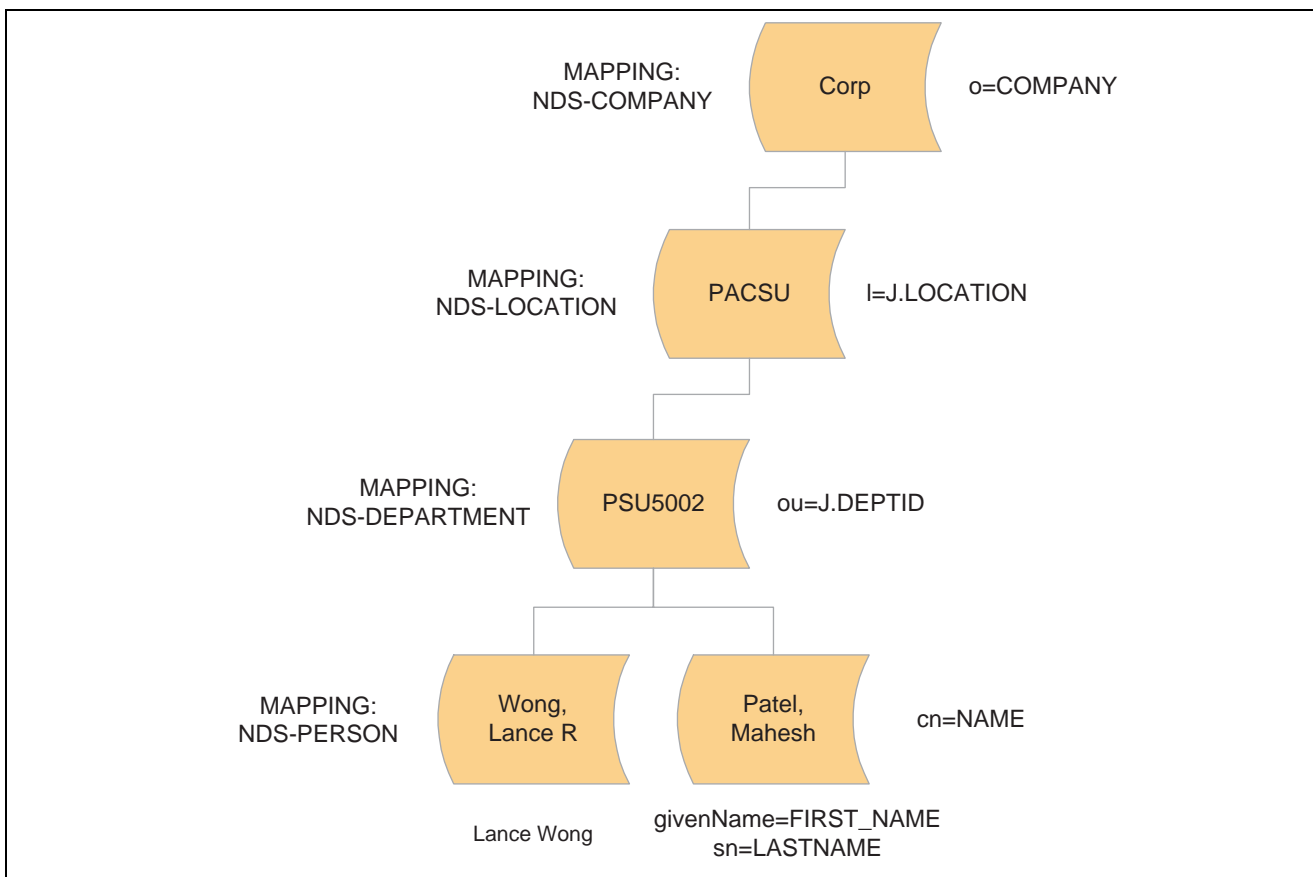 MAPPING:
NDS-COMPANY
Corp
o=COMPANY
MAPPING:
NDS-LOCATION
PACSU
l=J.LOCATION
MAPPING:
NDS-DEPARTMENT
PSU5002
ou=J.DEPTID
MAPPING:
NDS-PERSON
Wong,
Lance R
Patel,
Mahesh
cn=NAME
Lance Wong
givenName=FIRST_NAME
sn=LASTNAME